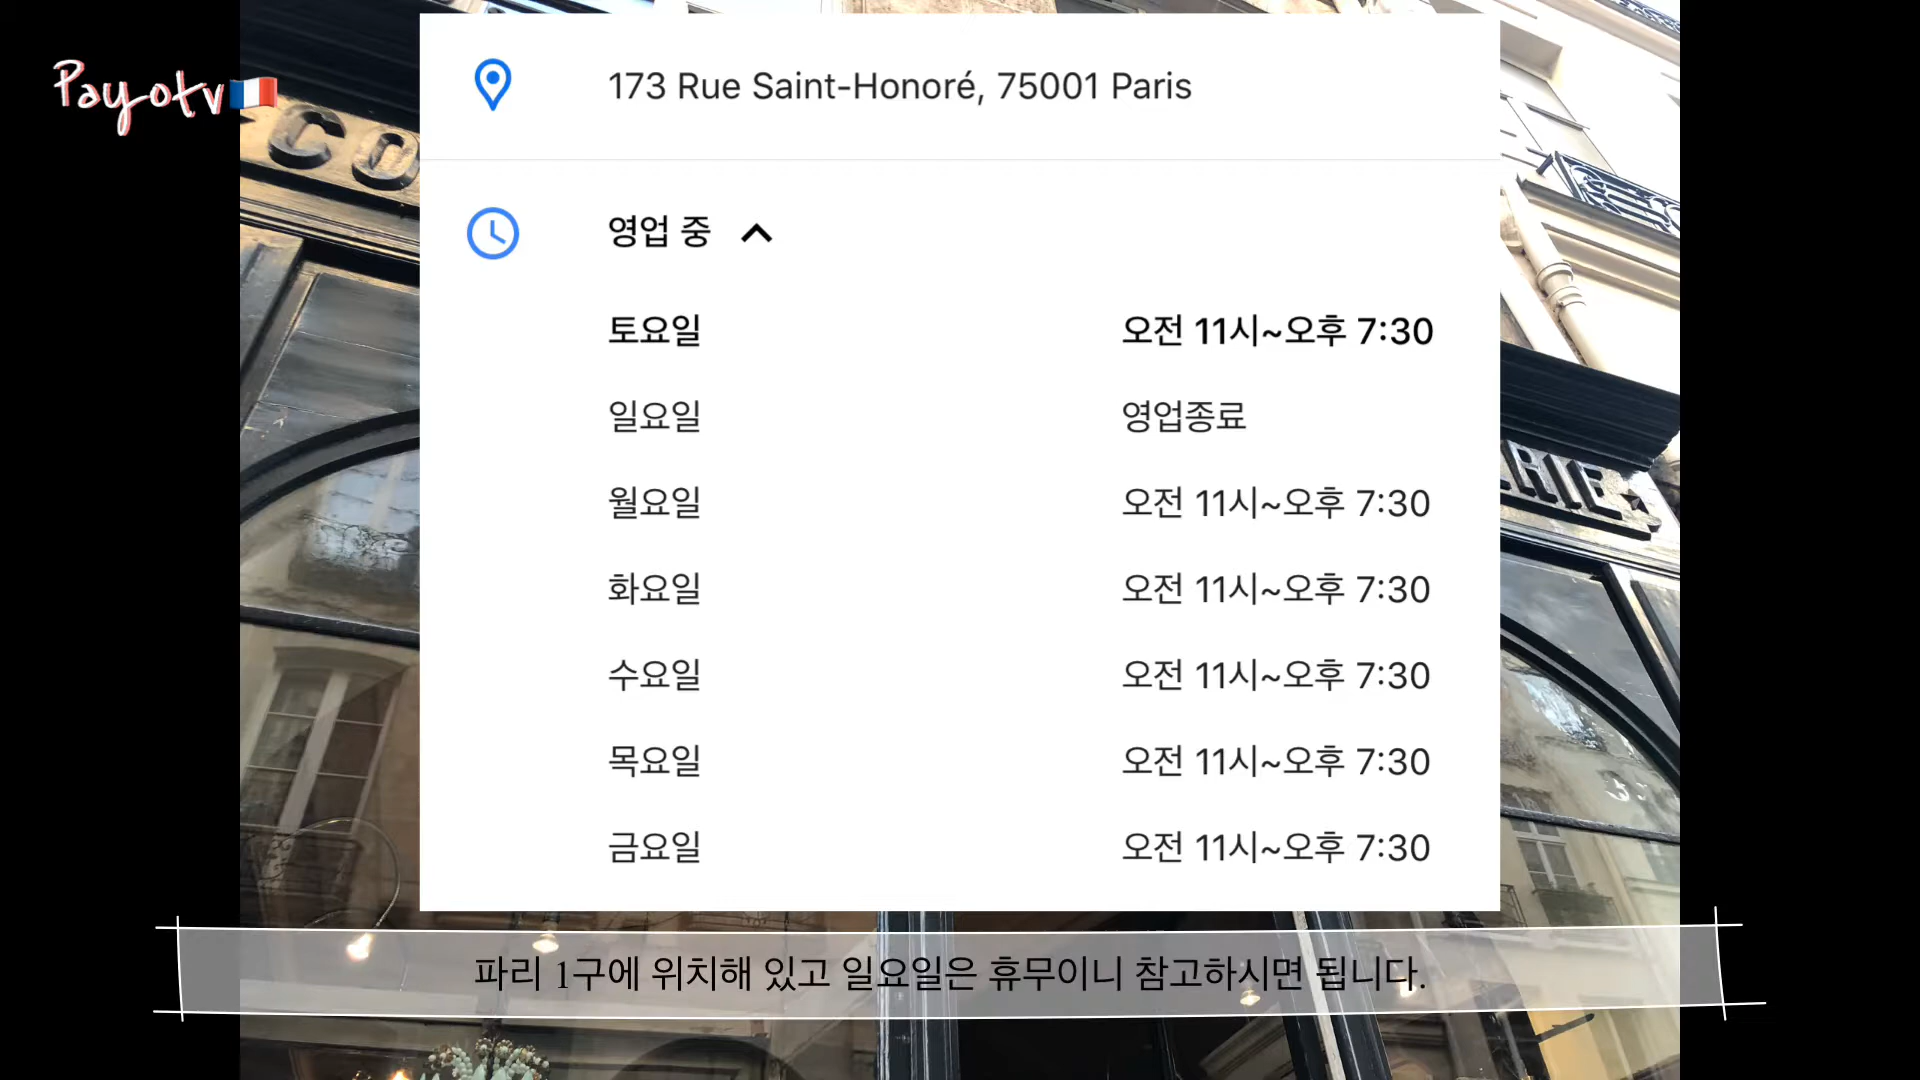 Payotv🇫🇷
CO
173 Rue Saint-Honoré, 75001 Paris
영업 중
토요일 오전 11시~오후 7:30
일요일 영업종료
월요일 오전 11시~오후 7:30
화요일 오전 11시~오후 7:30
수요일 오전 11시~오후 7:30
목요일 오전 11시~오후 7:30
금요일 오전 11시~오후 7:30
RIE
파리 1구에 위치해 있고 일요일은 휴무이니 참고하시면 됩니다.